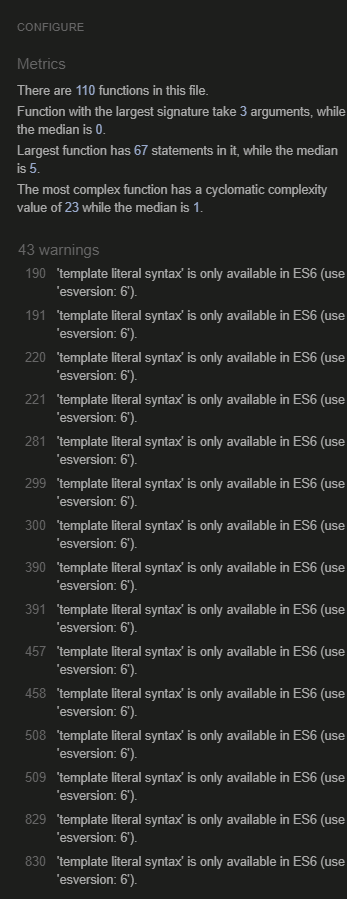 CONFIGURE
Metrics
There are 110 functions in this file.
Function with the largest signature take 3 arguments, while
the median is 0.
Largest function has 67 statements in it, while the median
is 5.
The most complex function has a cyclomatic complexity
value of 23 while the median is 1.
43 warnings
190 'template literal syntax' is only available in ES6 (use
'esversion: 6').
191 'template literal syntax' is only available in ES6 (use
'esversion: 6').
220 'template literal syntax' is only available in ES6 (use
'esversion: 6').
221 'template literal syntax' is only available in ES6 (use
'esversion: 6').
281 'template literal syntax' is only available in ES6 (use
'esversion: 6').
299 'template literal syntax' is only available in ES6 (use
'esversion: 6').
300 'template literal syntax' is only available in ES6 (use
'esversion: 6').
390 'template literal syntax' is only available in ES6 (use
'esversion: 6').
391 'template literal syntax' is only available in ES6 (use
'esversion: 6').
457 'template literal syntax' is only available in ES6 (use
'esversion: 6').
458 'template literal syntax' is only available in ES6 (use
'esversion: 6').
508 'template literal syntax' is only available in ES6 (use
'esversion: 6').
509 'template literal syntax' is only available in ES6 (use
'esversion: 6').
829 'template literal syntax' is only available in ES6 (use
'esversion: 6').
830 'template literal syntax' is only available in ES6 (use
'esversion: 6').